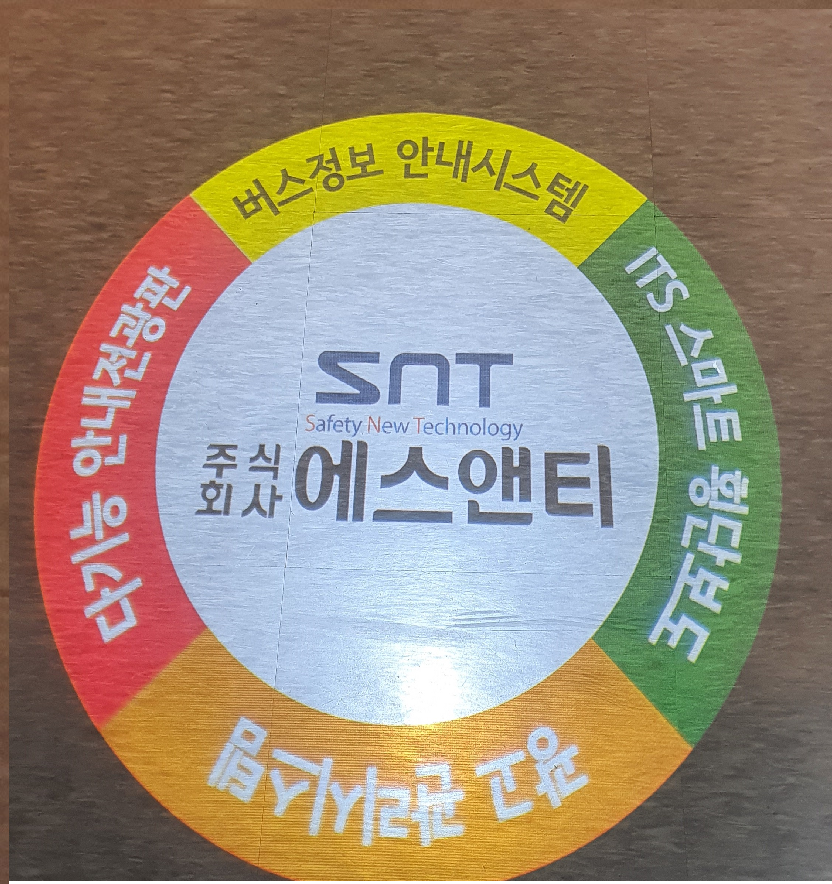 버스정보 안내시스템
ITS 스마트 횡단보도
다기능 안내전광판
SNT
Safety New Technology
주식
회사 에스앤티